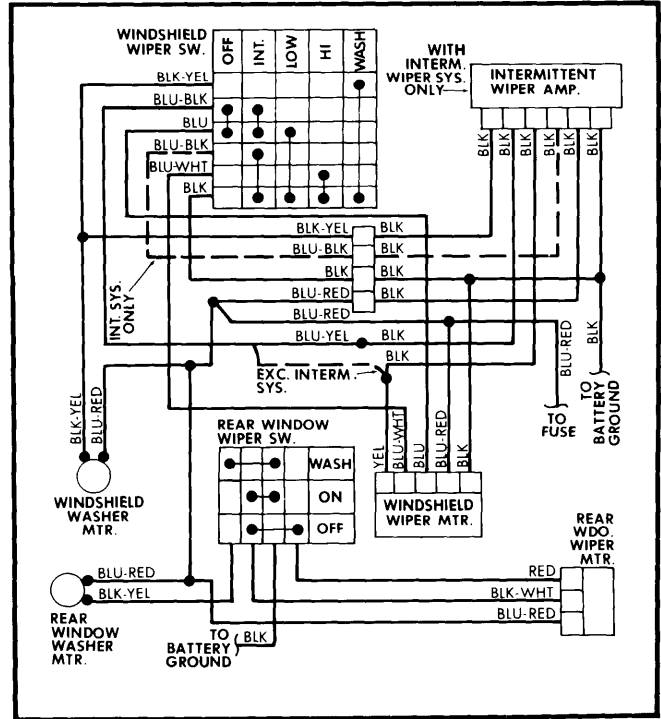 WINDSHIELD
WIPER SW.
OFF
INT.
LOW
HI
WASH
WITH
INTERM.
WIPER SYS.
ONLY
INTERMITTENT
WIPER AMP.
BLK-YEL
BLU-BLK
BLU
BLU-BLK
BLU-WHT
BLK
BLK
BLK
BLK
BLK
BLK
BLK
BLK-YEL
BLK
BLU-BLK
BLK
BLK
BLK
BLU-RED
BLK
BLU-RED
BLU-YEL
BLK
BLK
INT. SYS.
ONLY
EXC. INTERM.
SYS.
BLU-RED
BLK
TO
FUSE
TO
BATTERY
GROUND
BLK-YEL
BLU-RED
YEL
BLU-WHT
BLU
BLU-RED
BLK
WINDSHIELD
WASHER
MTR.
REAR WINDOW
WIPER SW.
WASH
ON
OFF
WINDSHIELD
WIPER MTR.
REAR
WDO.
WIPER
MTR.
BLU-RED
BLK-YEL
RED
BLK-WHT
BLU-RED
REAR
WINDOW
WASHER
MTR.
TO
BATTERY
GROUND
BLK